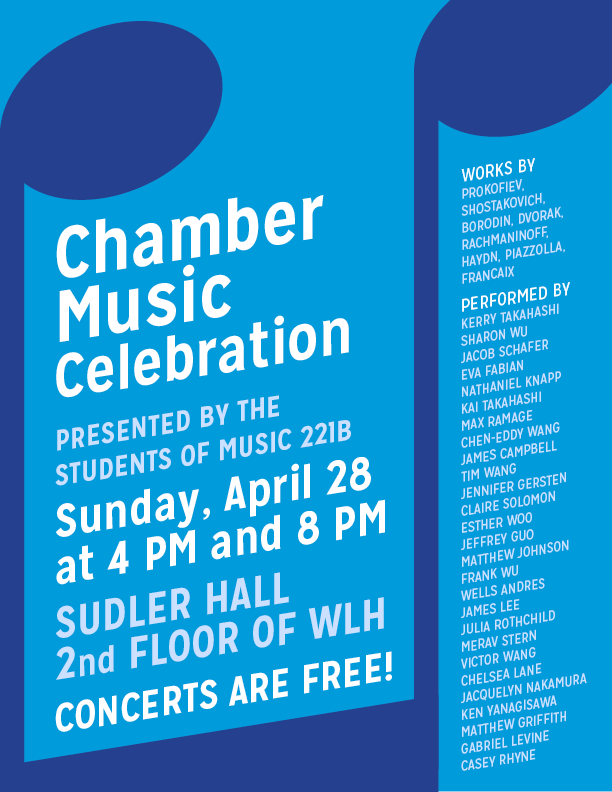 Chamber
Music
Celebration
PRESENTED BY THE
STUDENTS OF MUSIC 221B
Sunday, April 28
at 4 PM and 8 PM
SUDLER HALL
2nd FLOOR OF WLH
CONCERTS ARE FREE!
WORKS BY
PROKOFIEV,
SHOSTAKOVICH,
BORODIN, DVORAK,
RACHMANINOFF,
HAYDN, PIAZZOLLA,
FRANCAIX
PERFORMED BY
KERRY TAKAHASHI
SHARON WU
JACOB SCHAFER
EVA FABIAN
NATHANIEL KNAPP
KAI TAKAHASHI
MAX RAMAGE
CHEN-EDDY WANG
JAMES CAMPBELL
TIM WANG
JENNIFER GERSTEN
CLAIRE SOLOMON
ESTHER WOO
JEFFREY GUO
MATTHEW JOHNSON
FRANK WU
WELLS ANDRES
JAMES LEE
JULIA ROTHCHILD
MERAV STERN
VICTOR WANG
CHELSEA LANE
JACQUELYN NAKAMURA
KEN YANAGISAWA
MATTHEW GRIFFITH
GABRIEL LEVINE
CASEY RHYNE